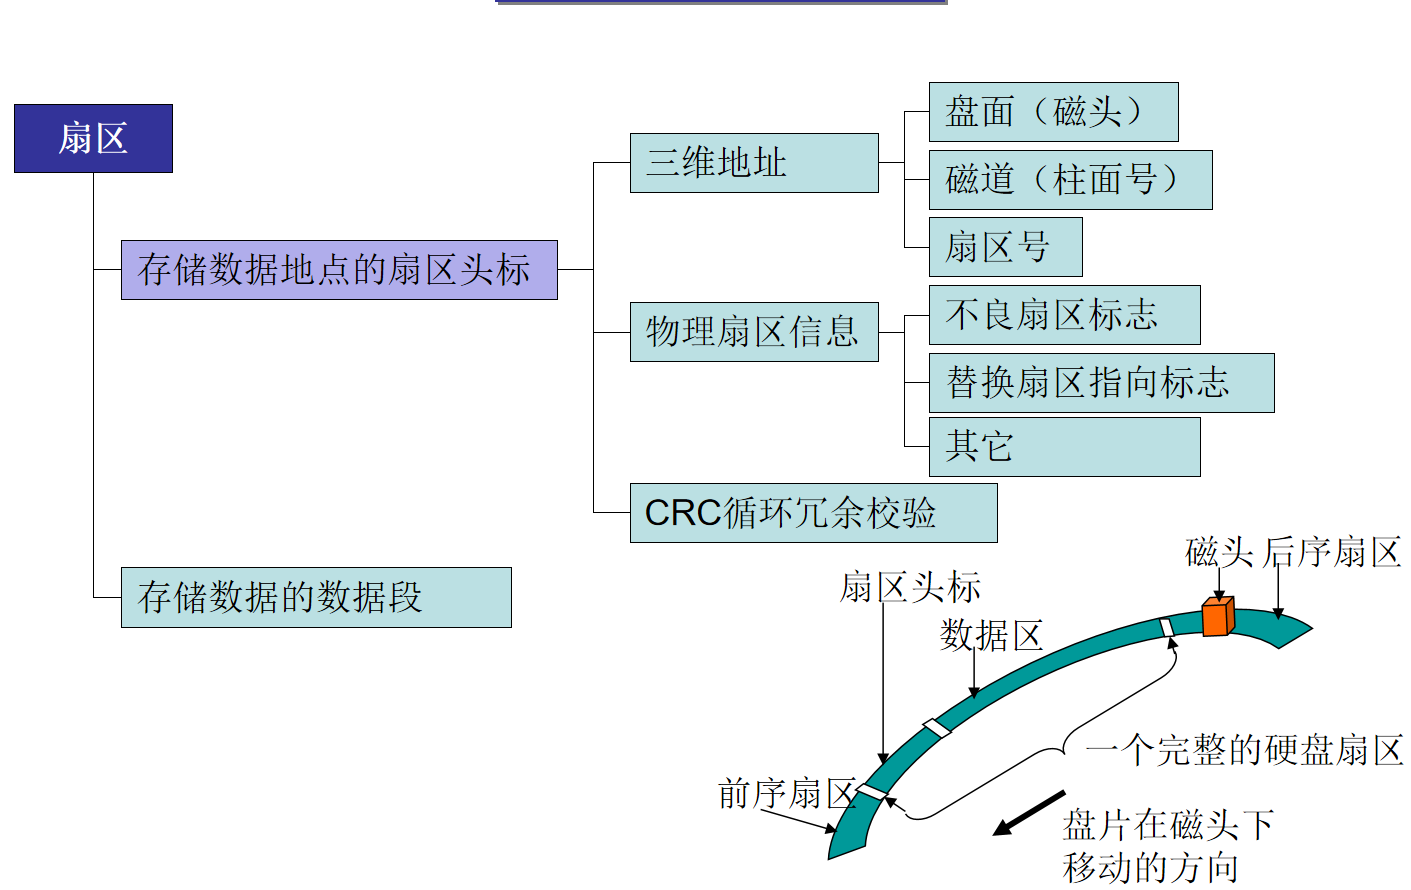 扇区
存储数据地点的扇区头标
三维地址
盘面（磁头）
磁道（柱面号）
扇区号
物理扇区信息
不良扇区标志
替换扇区指向标志
其它
CRC循环冗余校验
存储数据的数据段
磁头
后序扇区
扇区头标
数据区
一个完整的硬盘扇区
前序扇区
盘片在磁头下
移动的方向